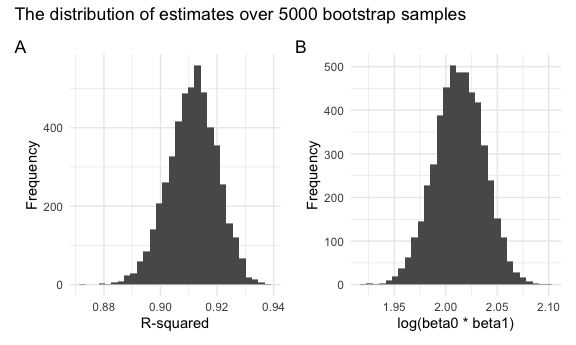 The distribution of estimates over 5000 bootstrap samples
A
Frequency
400
200
0
0.88 0.90 0.92 0.94
R-squared
B
Frequency
500
400
300
200
100
0
1.95 2.00 2.05 2.10
log(beta0 * beta1)